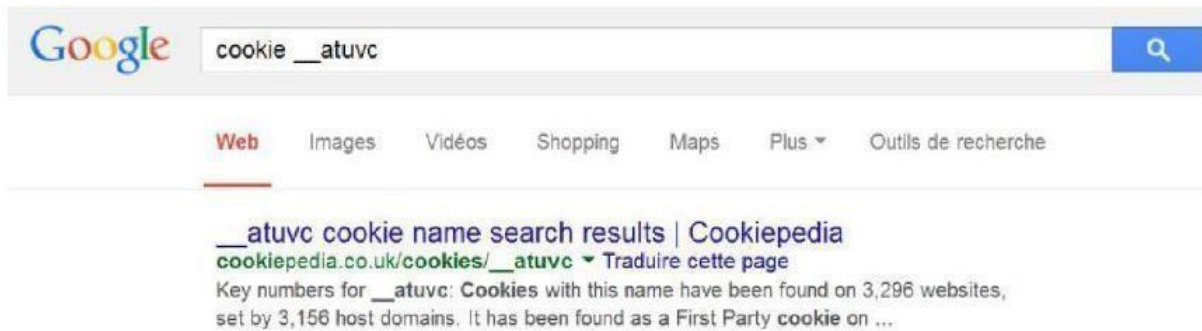 Google cookie __atuvc
Web Images Vidéos Shopping Maps Plus Outils de recherche
__atuvc cookie name search results | Cookiepedia
cookiepedia.co.uk/cookies/__atuvc Traduire cette page
Key numbers for __atuvc: Cookies with this name have been found on 3,296 websites,
set by 3,156 host domains. It has been found as a First Party cookie on ...